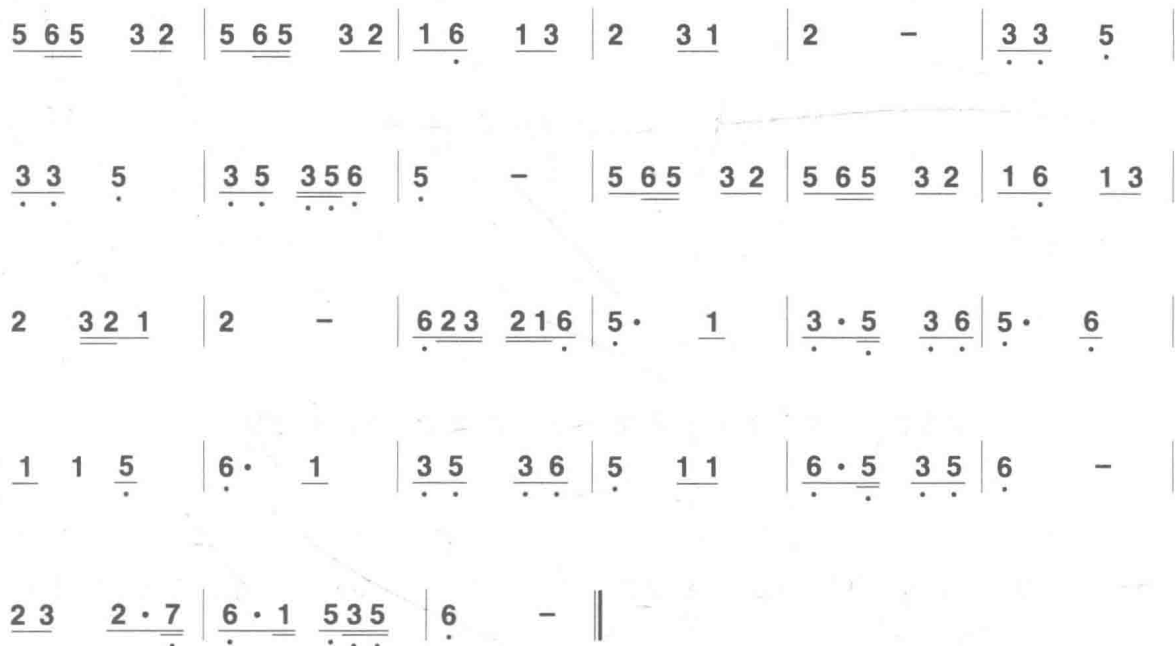 5 6 5 3 2 | 5 6 5 3 2 | 1 6̣ 1 3 | 2 3 1 | 2 – | 3̣ 3̣ 5̣ |
3̣ 3̣ 5̣ | 3̣ 5̣ 3̣ 5̣ 6̣ | 5̣ – | 5 6 5 3 2 | 5 6 5 3 2 | 1 6̣ 1 3
2 3 2 1 | 2 – | 6̣ 2 3 2 1 6̣ | 5̣ · 1 | 3̣ · 5̣ 3̣ 6̣ | 5̣ · 6̣ |
1 1 5̣ | 6̣ · 1 | 3̣ 5̣ 3̣ 6̣ | 5̣ 1 1 | 6̣ · 5̣ 3̣ 5̣ | 6̣ – |
2 3 2 · 7̣ | 6̣ · 1 5̣ 3̣ 5̣ | 6̣ – ‖